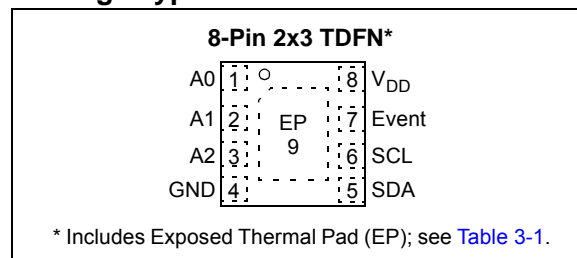 8-Pin 2x3 TDFN*
A0 1 8 VDD
A1 2 EP 7 Event
A2 3 9 6 SCL
GND 4 5 SDA
* Includes Exposed Thermal Pad (EP); see Table 3-1.